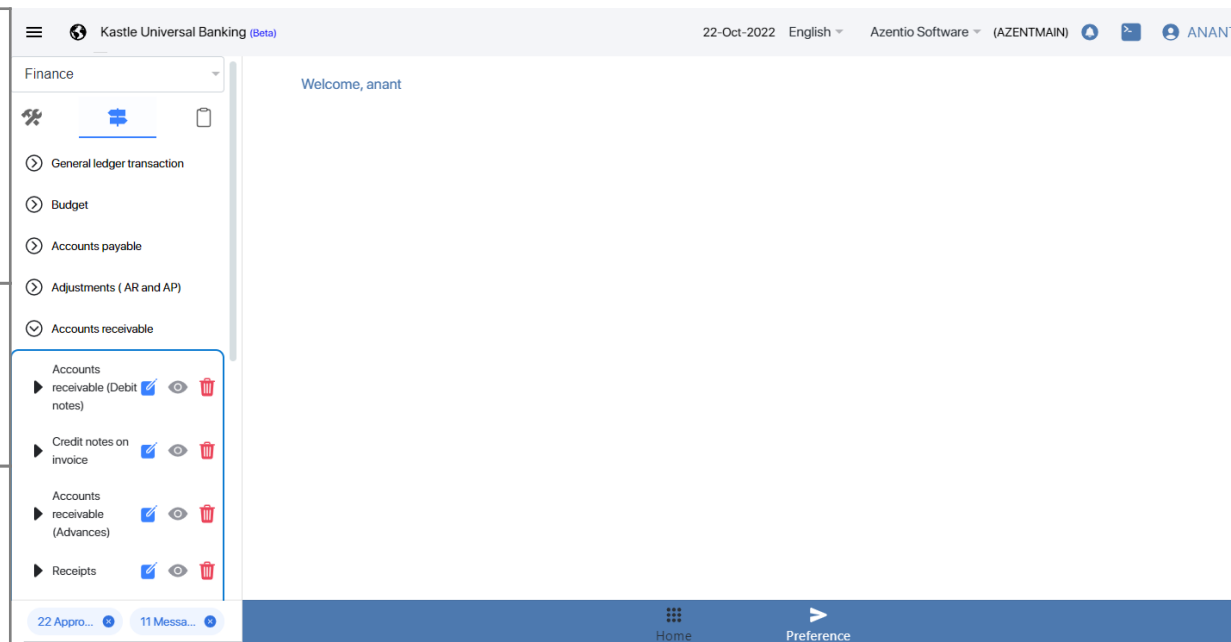 Kastle Universal Banking (Beta)
22-Oct-2022 English Azentio Software (AZENTMAIN) ANANT
Finance
Welcome, anant
General ledger transaction
Budget
Accounts payable
Adjustments ( AR and AP)
Accounts receivable
Accounts
receivable (Debit
notes)
Credit notes on
invoice
Accounts
receivable
(Advances)
Receipts
22 Appro... 11 Messa...
Home Preference